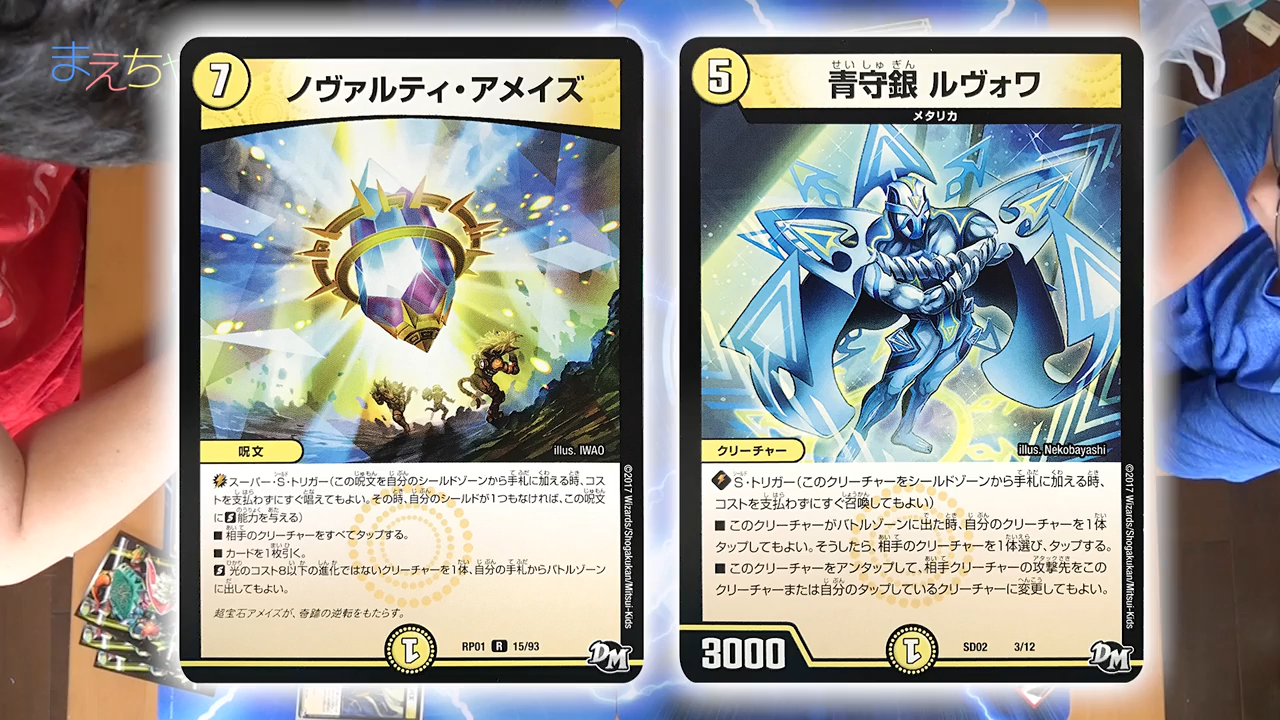 まえちゃ
7
ノヴァルティ・アメイズ
呪文
illus. IWAO
スーパー・S・トリガー(この呪文を自分のシールドゾーンから手札に加える時、コス
トを支払わずにすぐ唱えてもよい。その時、自分のシールドが1つもなければ、この呪文
にS能力を与える)
■相手のクリーチャーをすべてタップする。
■カードを1枚引く。
S光のコスト8以下の進化ではないクリーチャーを1体、自分の手札からバトルゾーン
に出してもよい。
超宝石アメイズが、奇跡の逆転をもたらす。
©2017 Wizards/Shogakukan/Mitsui-Kids
1
RP01 R 15/93
DM
5
せいしゅぎん
青守銀 ルヴォワ
メタリカ
クリーチャー
illus. Nekobayashi
S・トリガー(このクリーチャーをシールドゾーンから手札に加える時、
コストを支払わずにすぐ召喚してもよい)
■このクリーチャーがバトルゾーンに出た時、自分のクリーチャーを1体
タップしてもよい。そうしたら、相手のクリーチャーを1体選び、タップする。
■このクリーチャーをアンタップして、相手クリーチャーの攻撃先をこの
クリーチャーまたは自分のタップしているクリーチャーに変更してもよい。
©2017 Wizards/Shogakukan/Mitsui-Kids
3000
1
SD02 3/12
DM